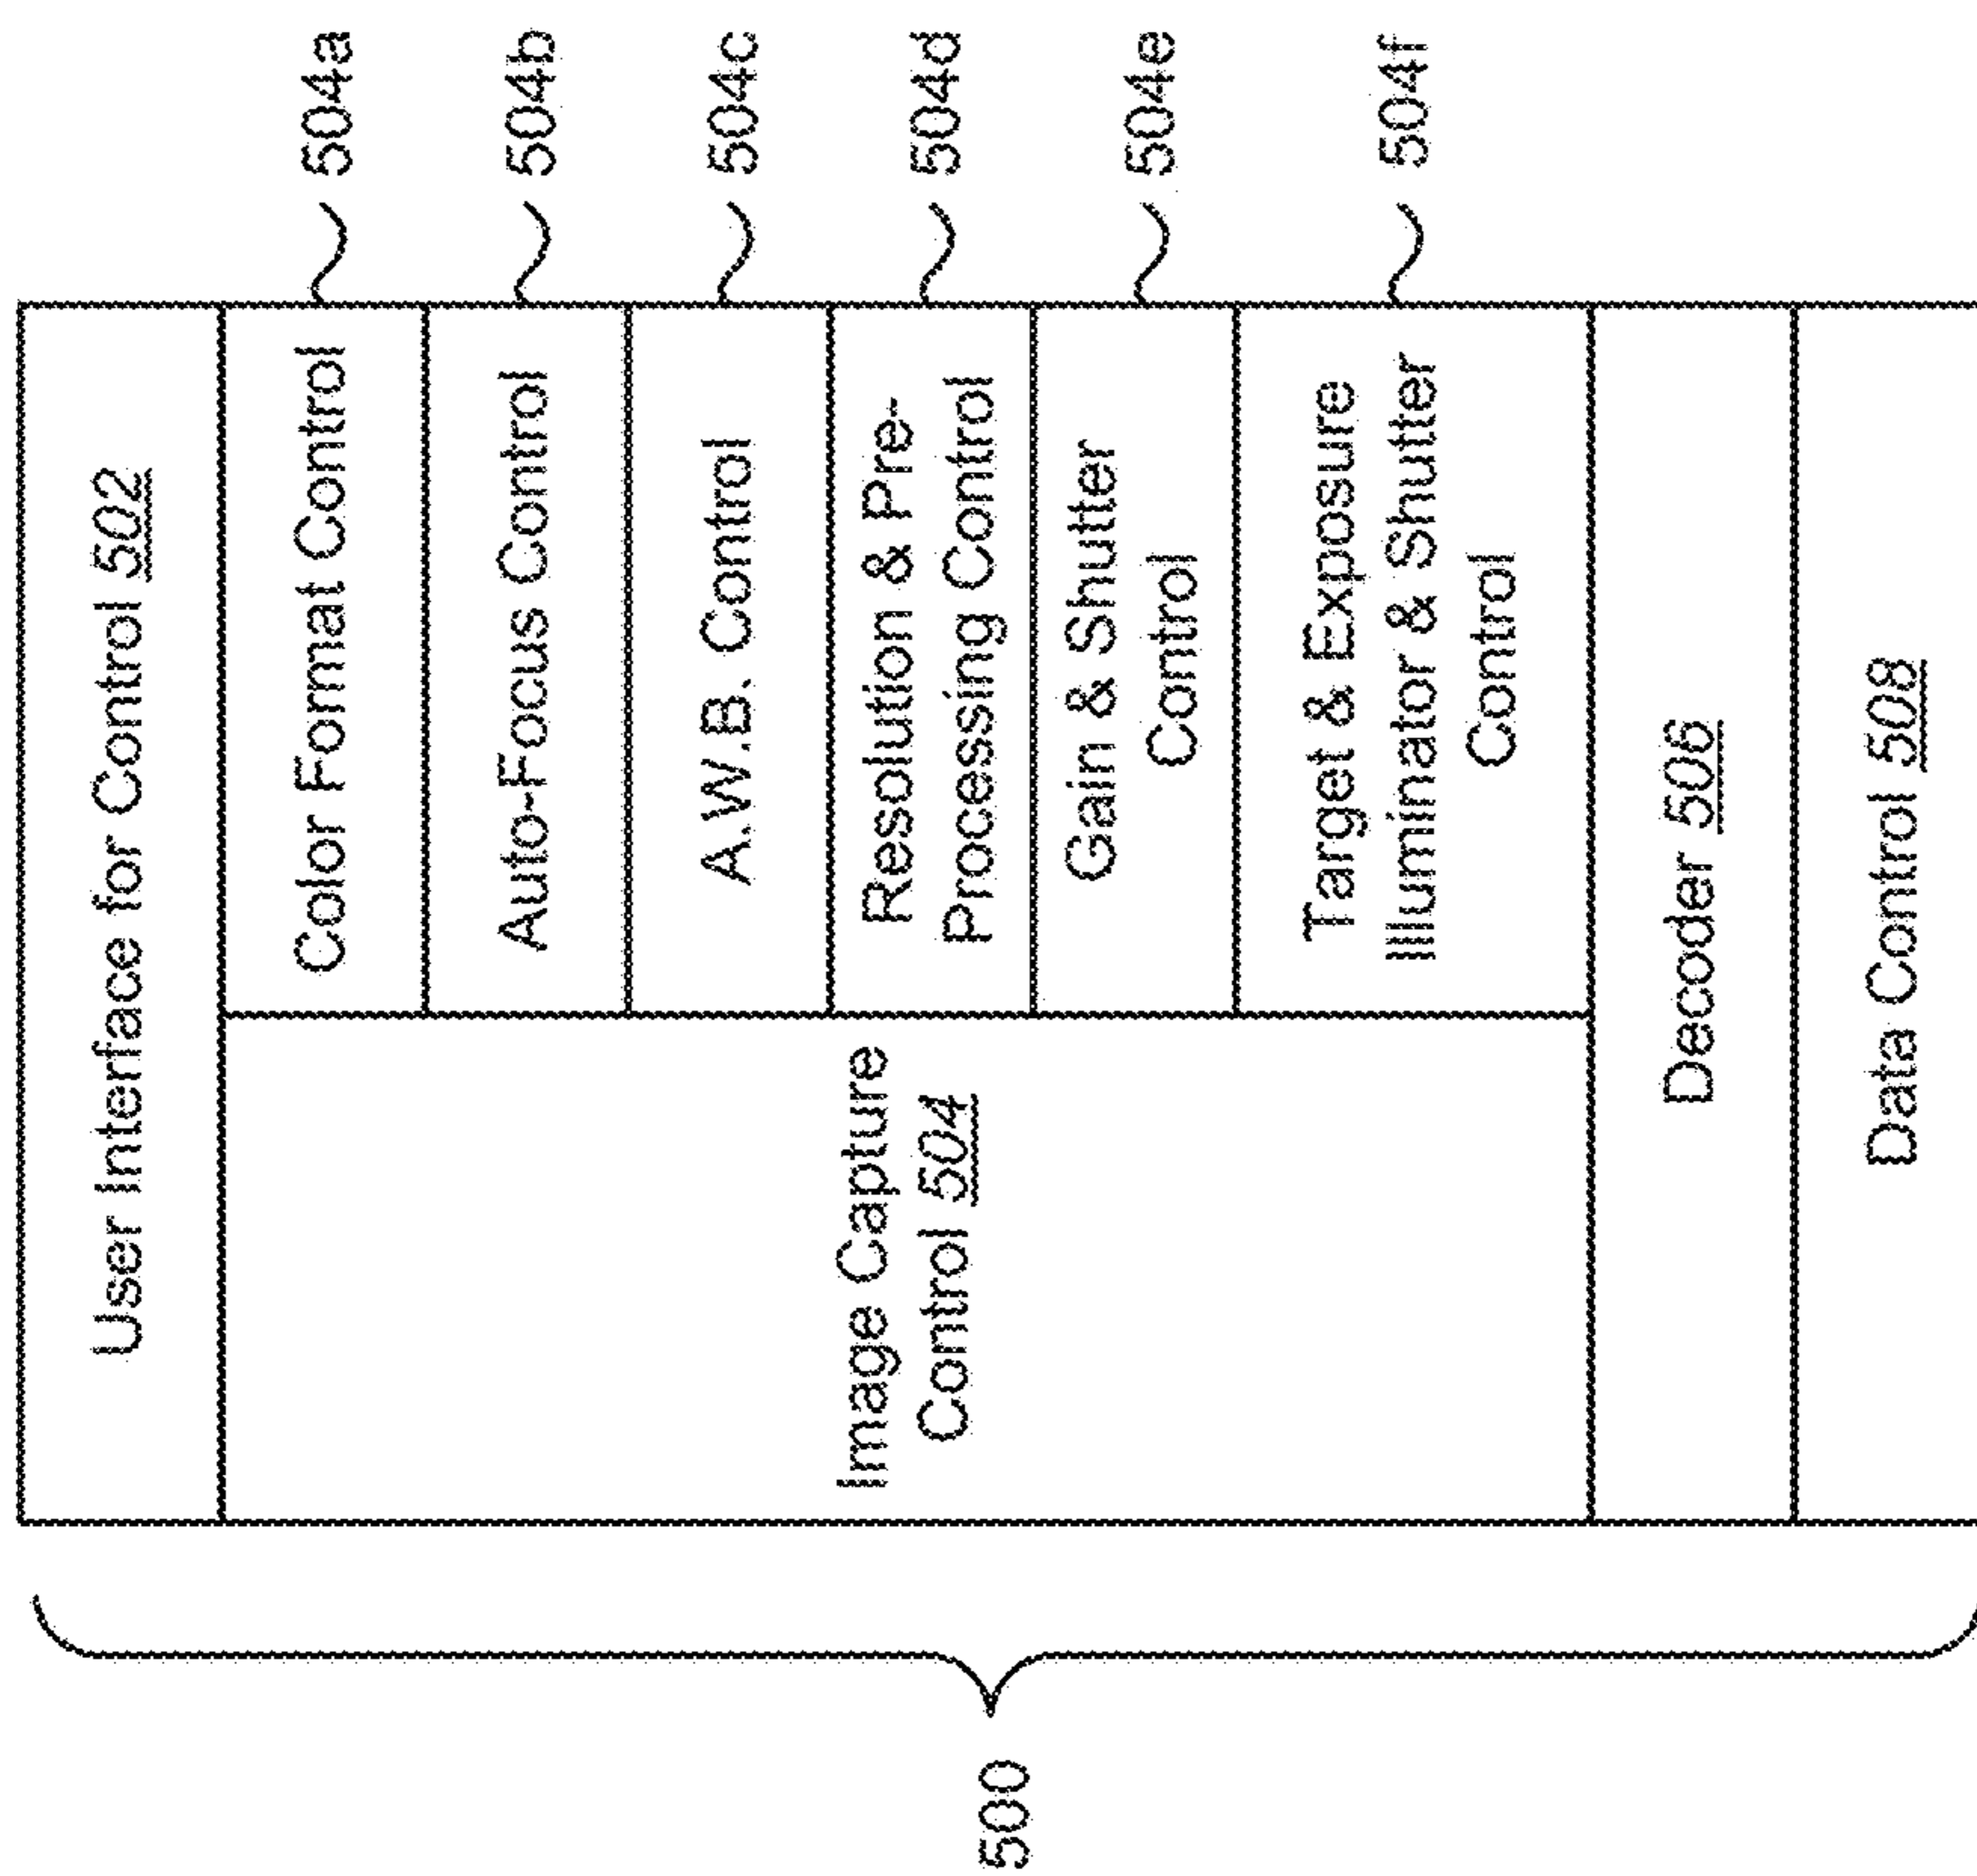 500
User Interface for Control 502
Image Capture
Control 504
Color Format Control
504a
Auto-Focus Control
504b
A.W.B. Control
504c
Resolution & Pre-
Processing Control
504d
Gain & Shutter
Control
504e
Target & Exposure
Illuminator & Shutter
Control
504f
Decoder 506
Data Control 508